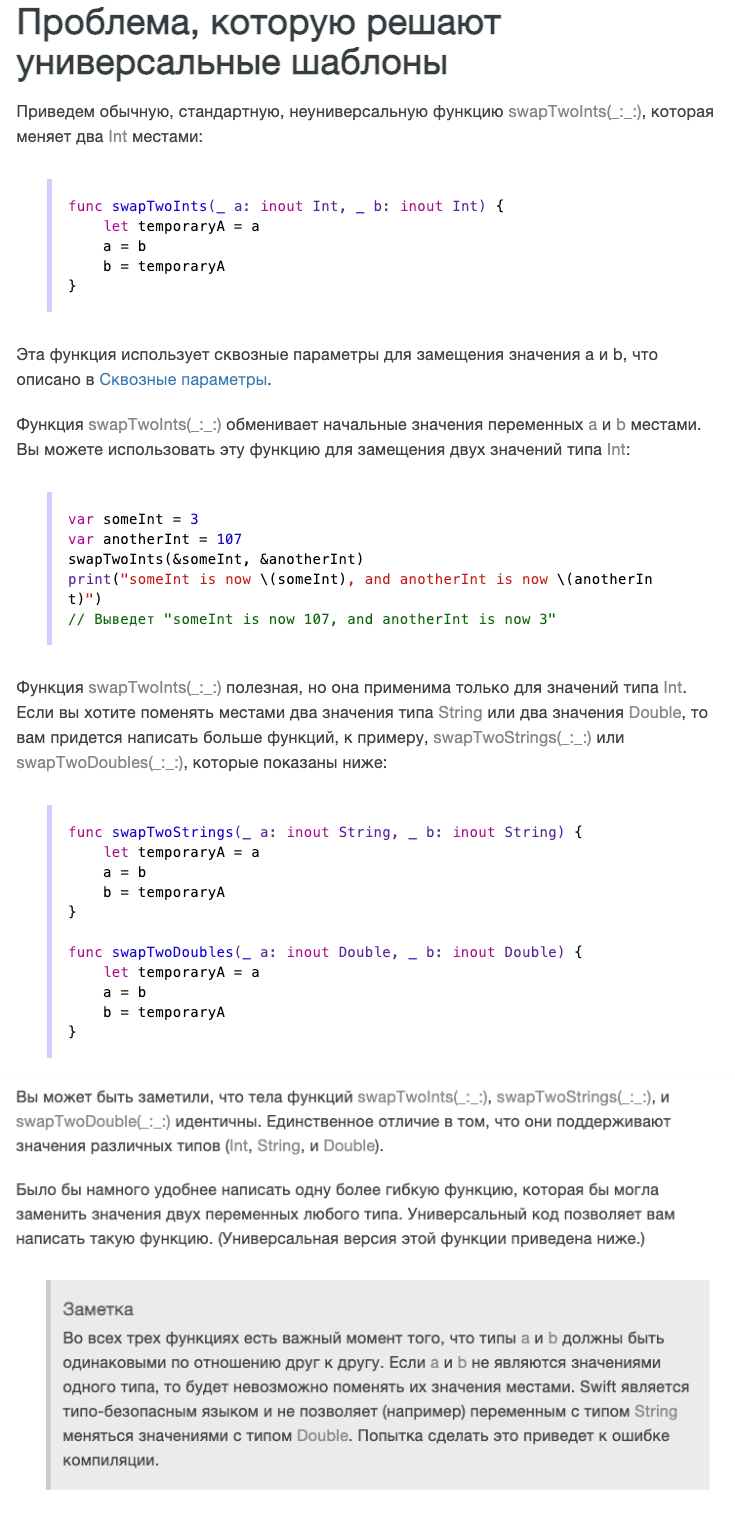 Проблема, которую решают
универсальные шаблоны
Приведем обычную, стандартную, неуниверсальную функцию swapTwoInts(_:_:), которая
меняет два Int местами:
func swapTwoInts(_ a: inout Int, _ b: inout Int) {
    let temporaryA = a
    a = b
    b = temporaryA
}
Эта функция использует сквозные параметры для замещения значения a и b, что
описано в Сквозные параметры.
Функция swapTwoInts(_:_:) обменивает начальные значения переменных a и b местами.
Вы можете использовать эту функцию для замещения двух значений типа Int:
var someInt = 3
var anotherInt = 107
swapTwoInts(&someInt, &anotherInt)
print("someInt is now \(someInt), and anotherInt is now \(anotherIn
t)")
// Выведет "someInt is now 107, and anotherInt is now 3"
Функция swapTwoInts(_:_:) полезная, но она применима только для значений типа Int.
Если вы хотите поменять местами два значения типа String или два значения Double, то
вам придется написать больше функций, к примеру, swapTwoStrings(_:_:) или
swapTwoDoubles(_:_:), которые показаны ниже:
func swapTwoStrings(_ a: inout String, _ b: inout String) {
    let temporaryA = a
    a = b
    b = temporaryA
}
func swapTwoDoubles(_ a: inout Double, _ b: inout Double) {
    let temporaryA = a
    a = b
    b = temporaryA
}
Вы может быть заметили, что тела функций swapTwoInts(_:_:), swapTwoStrings(_:_:), и
swapTwoDouble(_:_:) идентичны. Единственное отличие в том, что они поддерживают
значения различных типов (Int, String, и Double).
Было бы намного удобнее написать одну более гибкую функцию, которая бы могла
заменить значения двух переменных любого типа. Универсальный код позволяет вам
написать такую функцию. (Универсальная версия этой функции приведена ниже.)
Заметка
Во всех трех функциях есть важный момент того, что типы a и b должны быть
одинаковыми по отношению друг к другу. Если a и b не являются значениями
одного типа, то будет невозможно поменять их значения местами. Swift является
типо-безопасным языком и не позволяет (например) переменным с типом String
меняться значениями с типом Double. Попытка сделать это приведет к ошибке
компиляции.